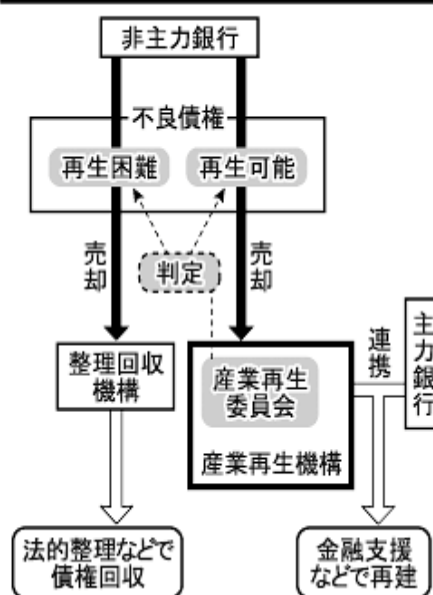 非主力銀行
不良債権
再生困難
再生可能
売却
判定
売却
整理回収
機構
産業再生
委員会
産業再生機構
連携
主力銀行
法的整理などで
債権回収
金融支援
などで再建